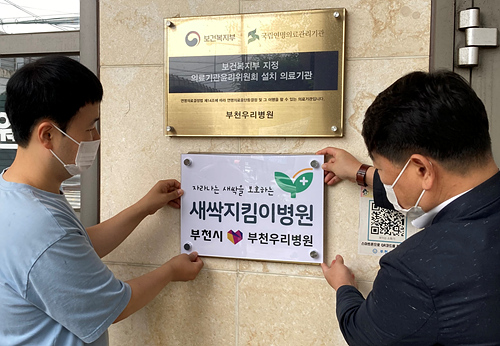 보건복지부 국립연명의료관리기관
보건복지부 지정
의료기관윤리위원회 설치 의료기관
부천우리병원
자라나는 새싹을 보호하는
새싹지킴이병원
부천시 부천우리병원